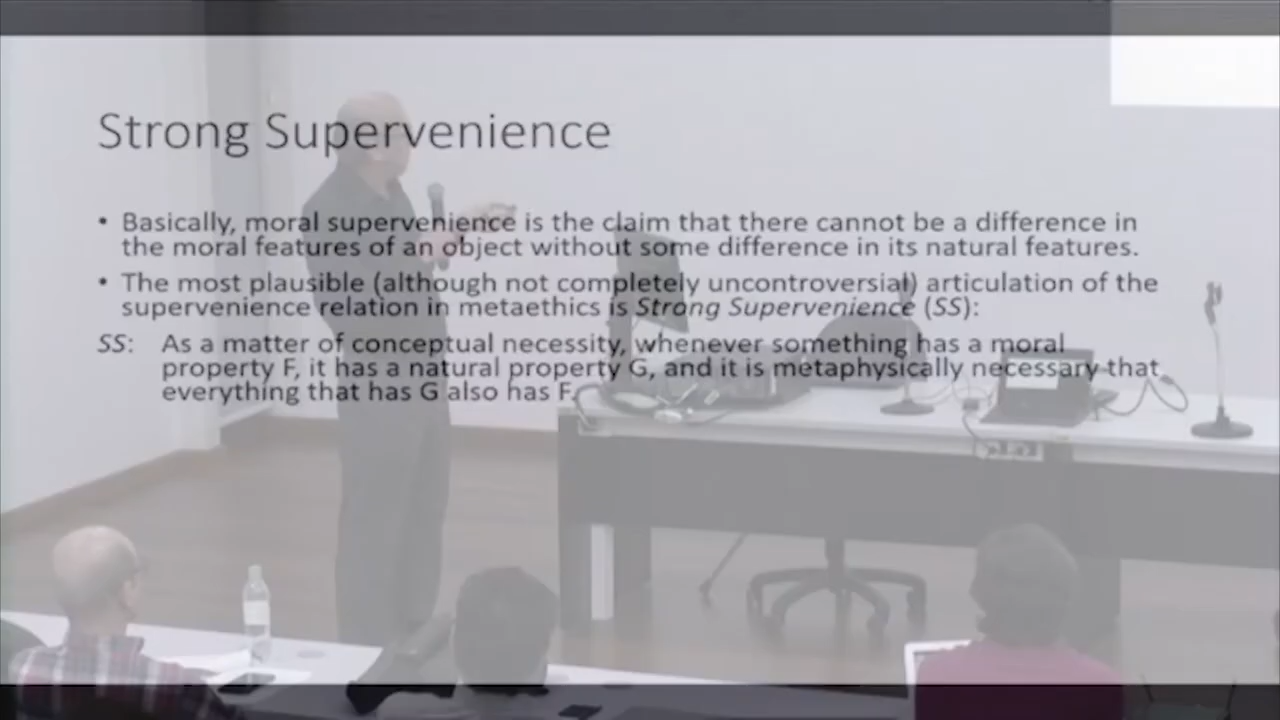 Strong Supervenience
• Basically, moral supervenience is the claim that there cannot be a difference in
the moral features of an object without some difference in its natural features.
• The most plausible (although not completely uncontroversial) articulation of the
supervenience relation in metaethics is Strong Supervenience (SS):
SS: As a matter of conceptual necessity, whenever something has a moral
property F, it has a natural property G, and it is metaphysically necessary that
everything that has G also has F.